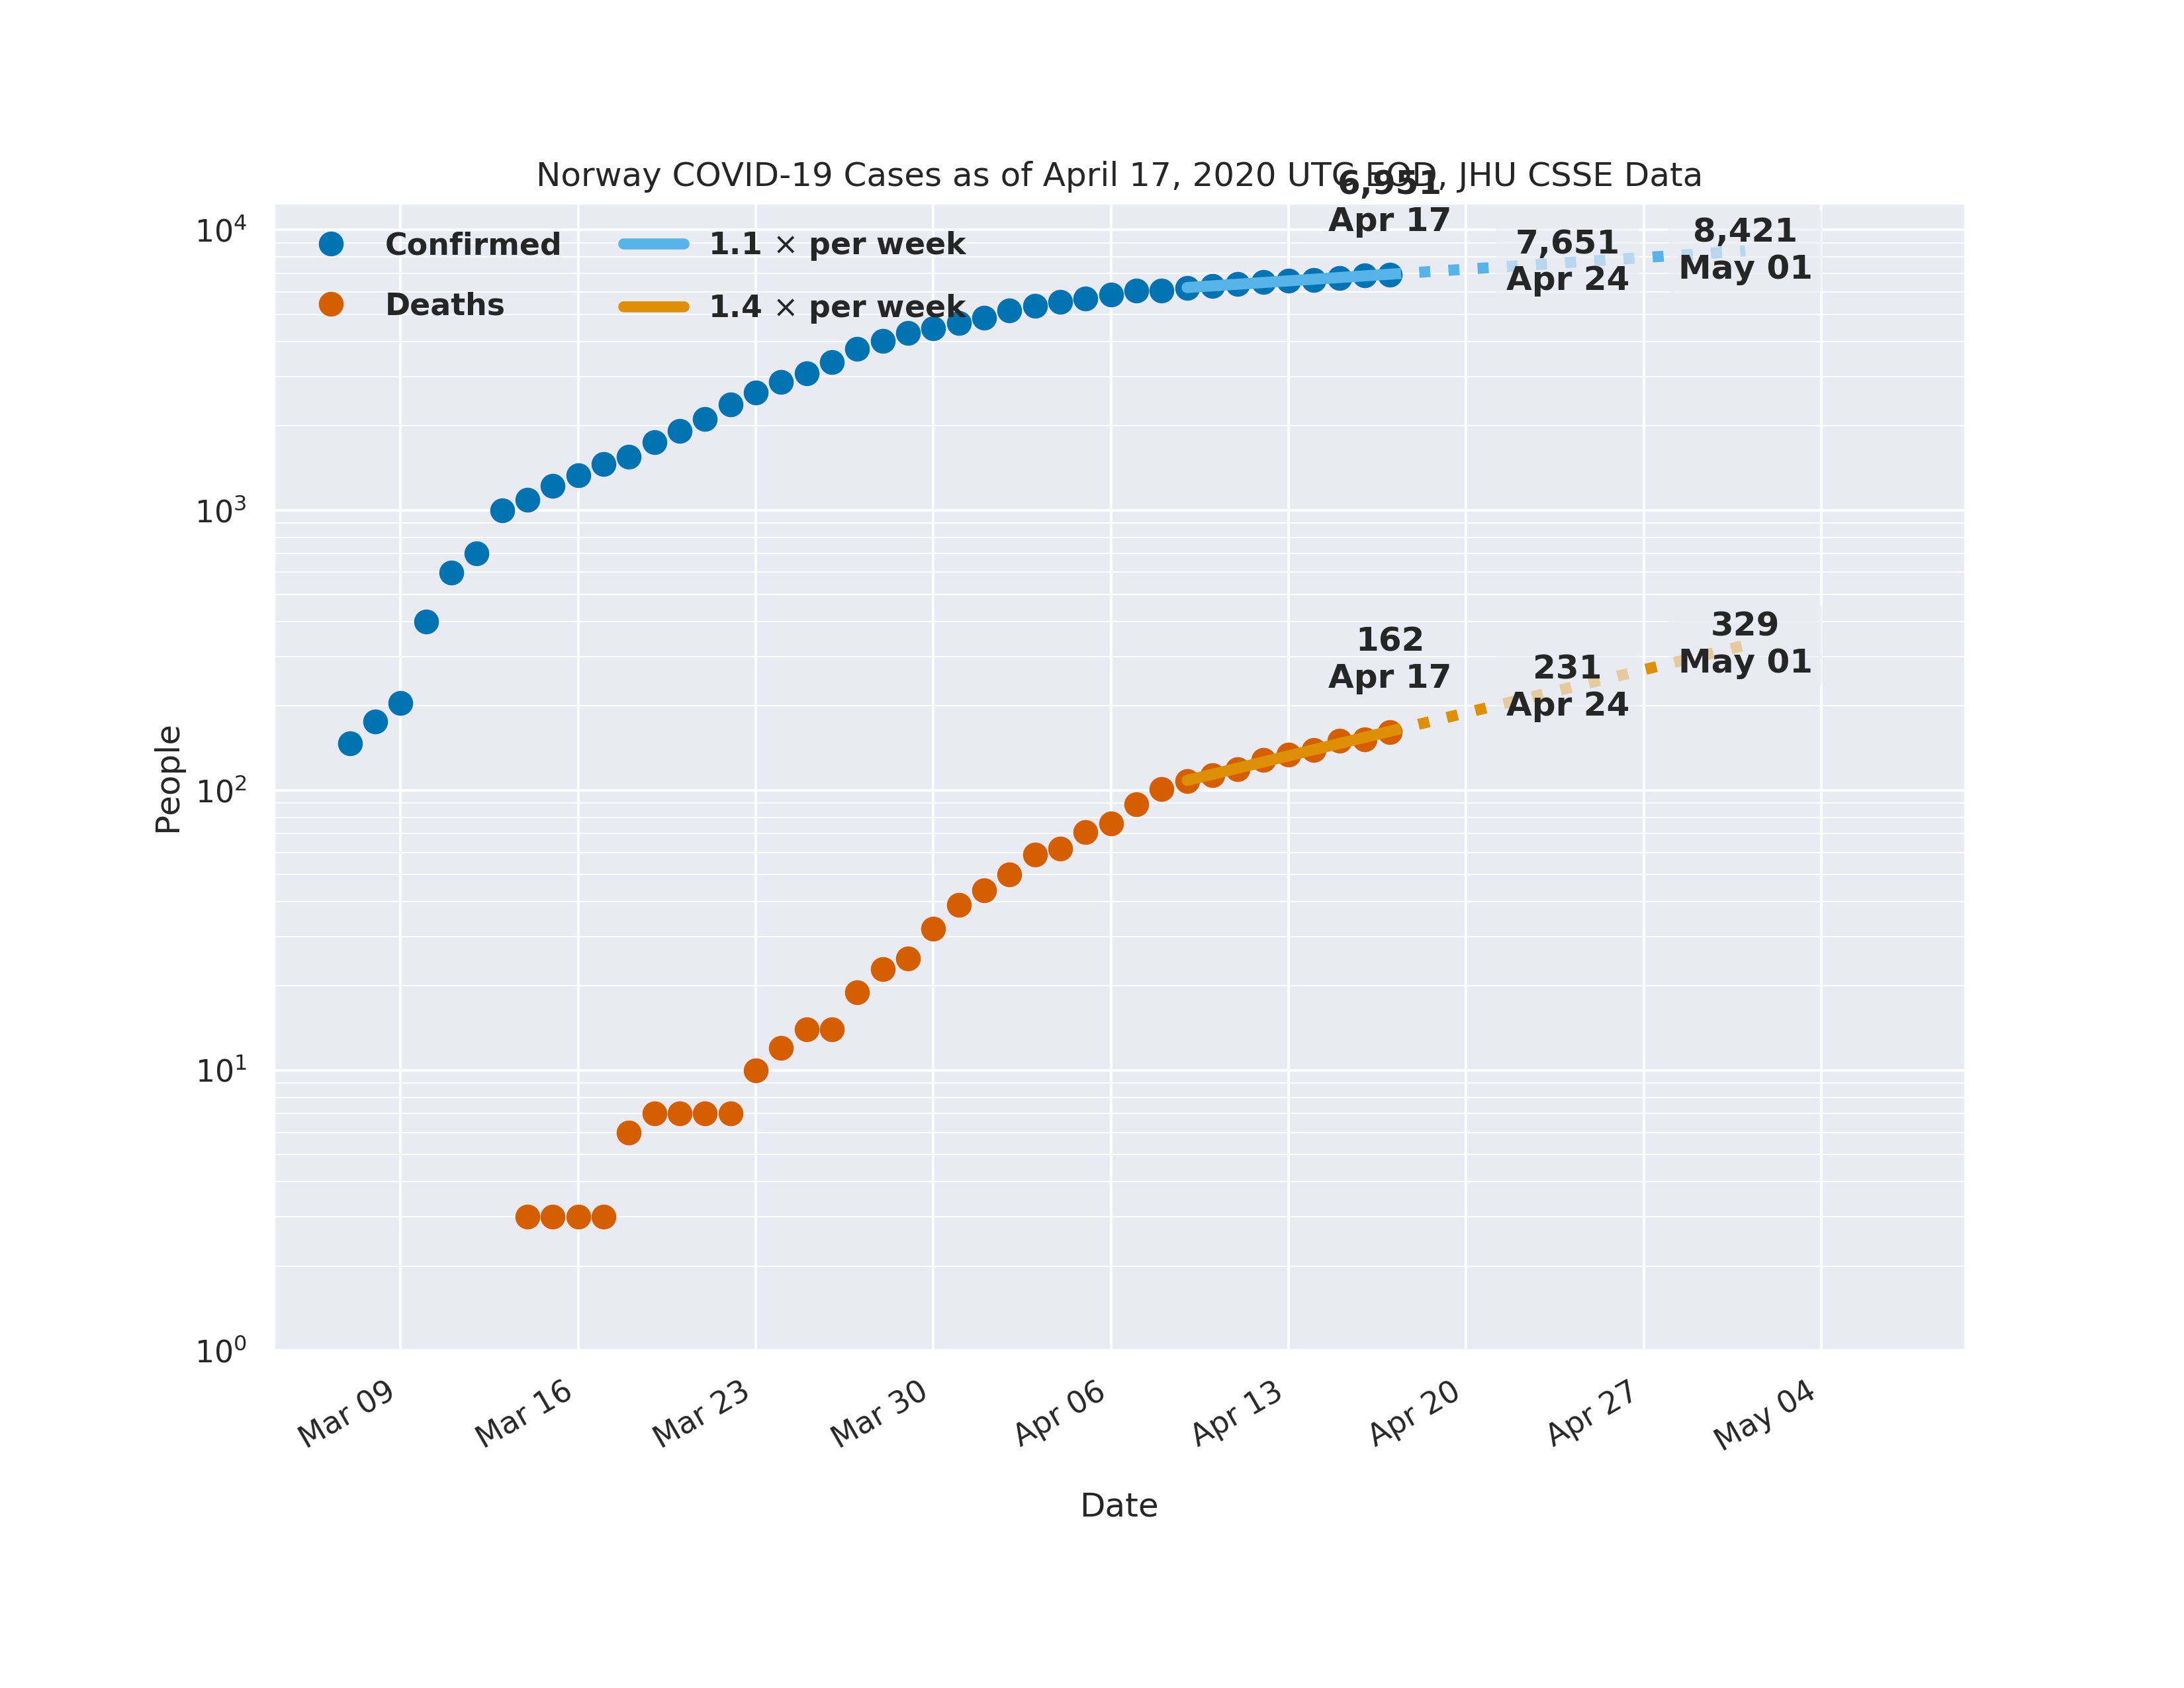 Norway COVID-19 Cases as of April 17, 2020 UTC EOD, JHU CSSE Data
6,951
Apr 17
7,651
Apr 24
8,421
May 01
Confirmed
Deaths
1.1 × per week
1.4 × per week
162
Apr 17
231
Apr 24
329
May 01
People
10⁴
10³
10²
10¹
10⁰
Mar 09
Mar 16
Mar 23
Mar 30
Apr 06
Apr 13
Apr 20
Apr 27
May 04
Date